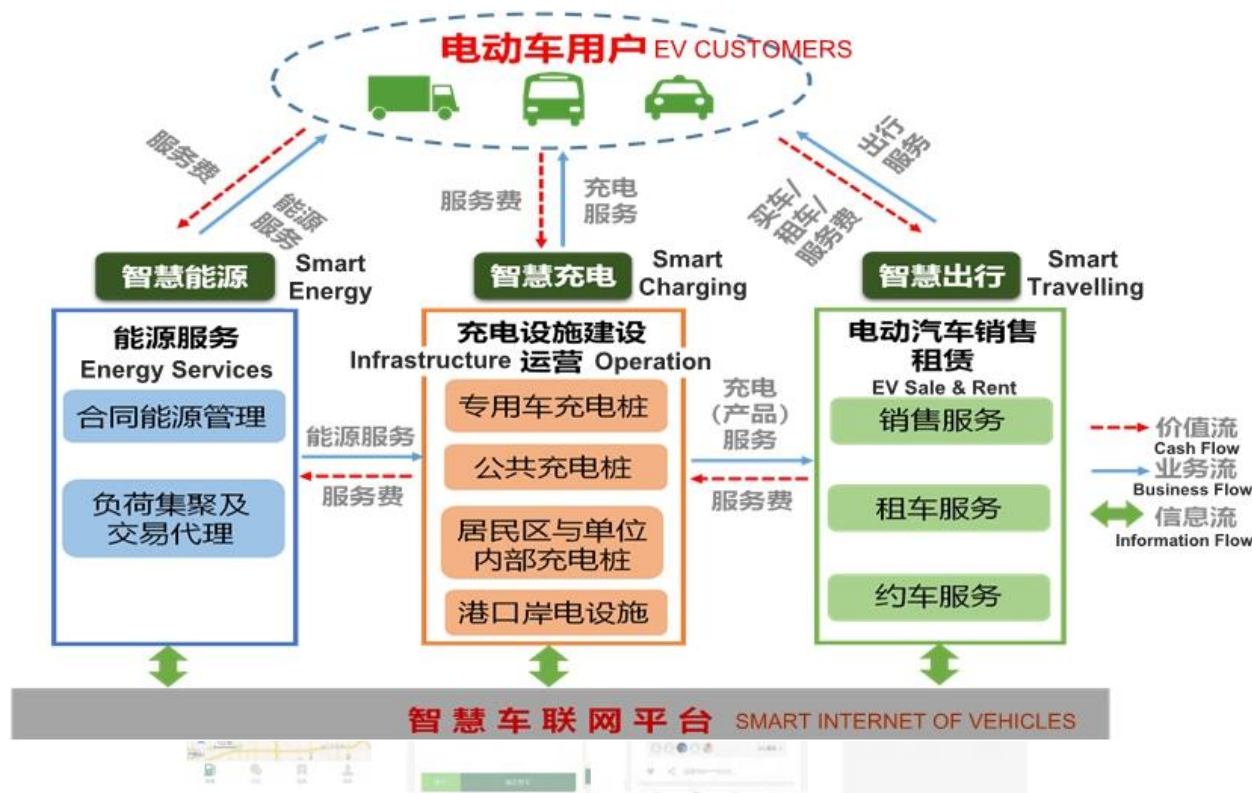 电动车用户 EV CUSTOMERS
服务费
能源
服务
服务费
充电
服务
出行
服务
买车/
租车/
服务费
智慧能源
Smart
Energy
智慧充电
Smart
Charging
智慧出行
Smart
Travelling
能源服务
Energy Services
合同能源管理
负荷集聚及
交易代理
能源服务
服务费
充电设施建设
Infrastructure 运营 Operation
专用车充电桩
公共充电桩
居民区与单位
内部充电桩
港口岸电设施
充电
(产品)
服务
服务费
电动汽车销售
租赁
EV Sale & Rent
销售服务
租车服务
约车服务
价值流
Cash Flow
业务流
Business Flow
信息流
Information Flow
智慧车联网平台 SMART INTERNET OF VEHICLES